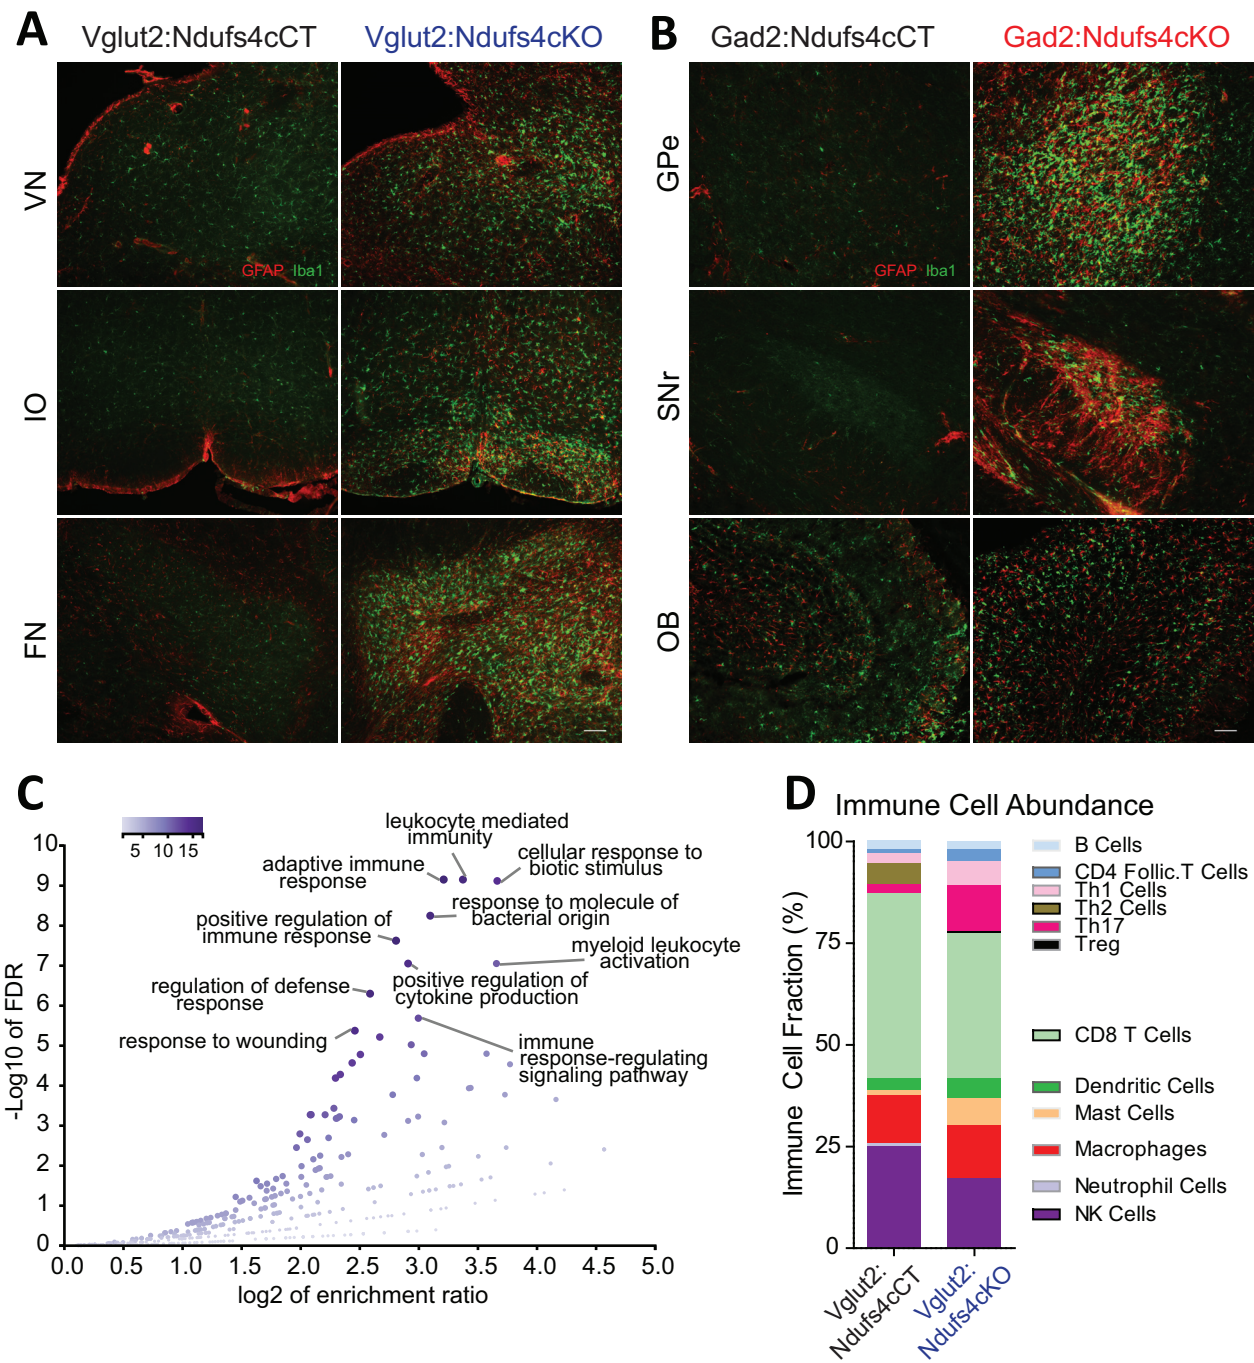 A
Vglut2:Ndufs4cCT
Vglut2:Ndufs4cKO
B
Gad2:Ndufs4cCT
Gad2:Ndufs4cKO
VN
GFAP Iba1
IO
FN
GPe
GFAP Iba1
SNr
OB
C
5 10 15
10
9
8
7
6
5
4
3
2
1
0
-Log10 of FDR
leukocyte mediated
immunity
adaptive immune
response
cellular response to
biotic stimulus
response to molecule of
bacterial origin
positive regulation of
immune response
myeloid leukocyte
activation
positive regulation of
cytokine production
regulation of defense
response
response to wounding
immune
response-regulating
signaling pathway
0.0 0.5 1.0 1.5 2.0 2.5 3.0 3.5 4.0 4.5 5.0
log2 of enrichment ratio
D
Immune Cell Abundance
100
75
50
25
0
Immune Cell Fraction (%)
Vglut2:
Ndufs4cCT
Vglut2:
Ndufs4cKO
B Cells
CD4 Follic.T Cells
Th1 Cells
Th2 Cells
Th17
Treg
CD8 T Cells
Dendritic Cells
Mast Cells
Macrophages
Neutrophil Cells
NK Cells